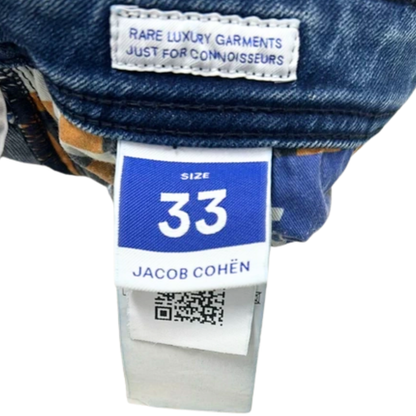 RARE LUXURY GARMENTS
JUST FOR CONNOISSEURS
SIZE
33
JACOB COHËN